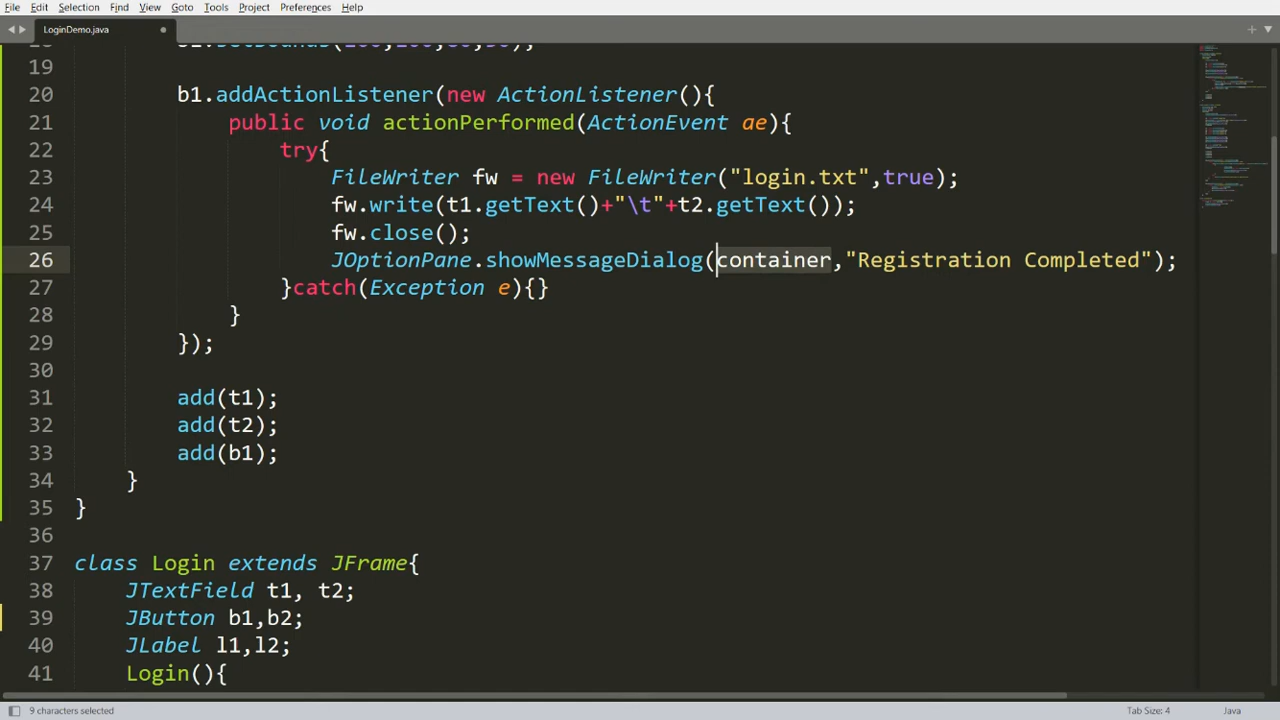 File Edit Selection Find View Goto Tools Project Preferences Help
LoginDemo.java
19
20 b1.addActionListener(new ActionListener(){
21 public void actionPerformed(ActionEvent ae){
22 try{
23 FileWriter fw = new FileWriter("login.txt",true);
24 fw.write(t1.getText()+"\t"+t2.getText());
25 fw.close();
26 JOptionPane.showMessageDialog(container,"Registration Completed");
27 }catch(Exception e){}
28 }
29 });
30
31 add(t1);
32 add(t2);
33 add(b1);
34 }
35 }
36
37 class Login extends JFrame{
38 JTextField t1, t2;
39 JButton b1,b2;
40 JLabel l1,l2;
41 Login(){
9 characters selected Tab Size: 4 Java